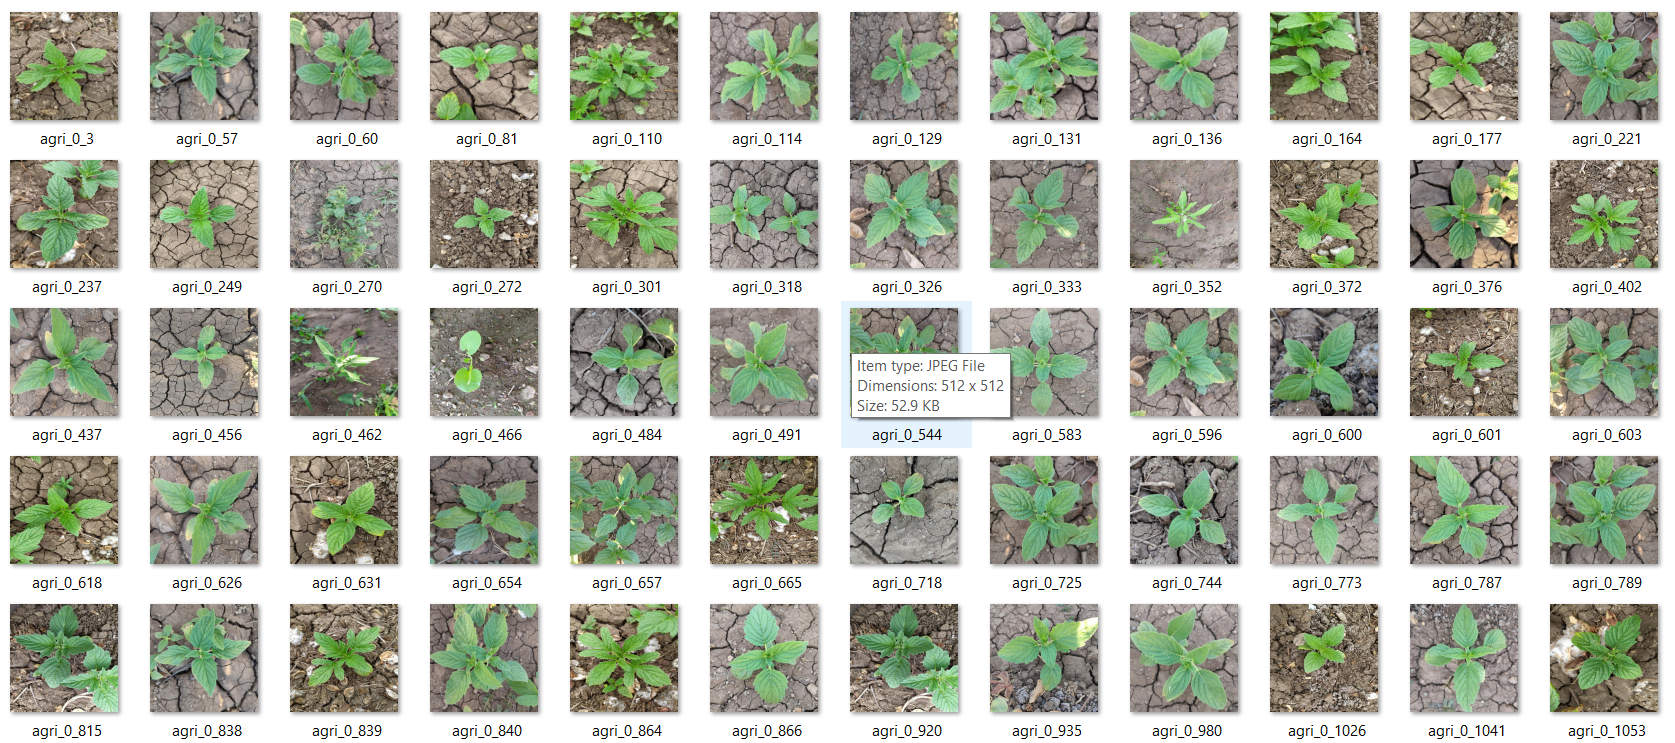 agri_0_3 agri_0_57 agri_0_60 agri_0_81 agri_0_110 agri_0_114 agri_0_129 agri_0_131 agri_0_136 agri_0_164 agri_0_177 agri_0_221
agri_0_237 agri_0_249 agri_0_270 agri_0_272 agri_0_301 agri_0_318 agri_0_326 agri_0_333 agri_0_352 agri_0_372 agri_0_376 agri_0_402
Item type: JPEG File
Dimensions: 512 x 512
Size: 52.9 KB
agri_0_437 agri_0_456 agri_0_462 agri_0_466 agri_0_484 agri_0_491 agri_0_544 agri_0_583 agri_0_596 agri_0_600 agri_0_601 agri_0_603
agri_0_618 agri_0_626 agri_0_631 agri_0_654 agri_0_657 agri_0_665 agri_0_718 agri_0_725 agri_0_744 agri_0_773 agri_0_787 agri_0_789
agri_0_815 agri_0_838 agri_0_839 agri_0_840 agri_0_864 agri_0_866 agri_0_920 agri_0_935 agri_0_980 agri_0_1026 agri_0_1041 agri_0_1053